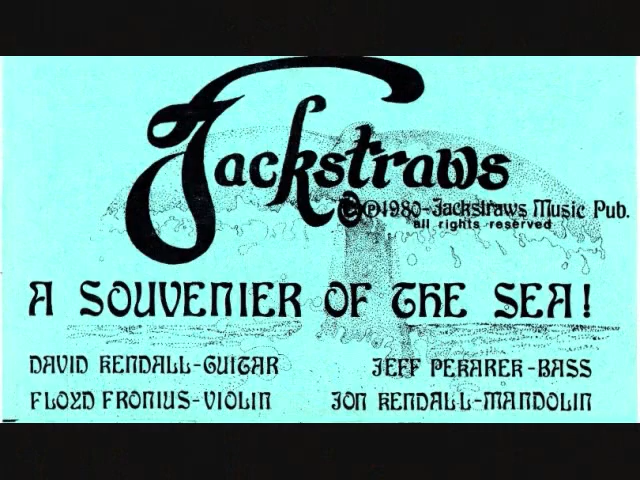 Jackstraws
©℗1980-Jackstraws Music Pub.
all rights reserved
A SOUVENIER OF THE SEA!
DAVID KENDALL-GUITAR
JEFF PEKAREK-BASS
FLOYD FRONIUS-VIOLIN
JON KENDALL-MANDOLIN